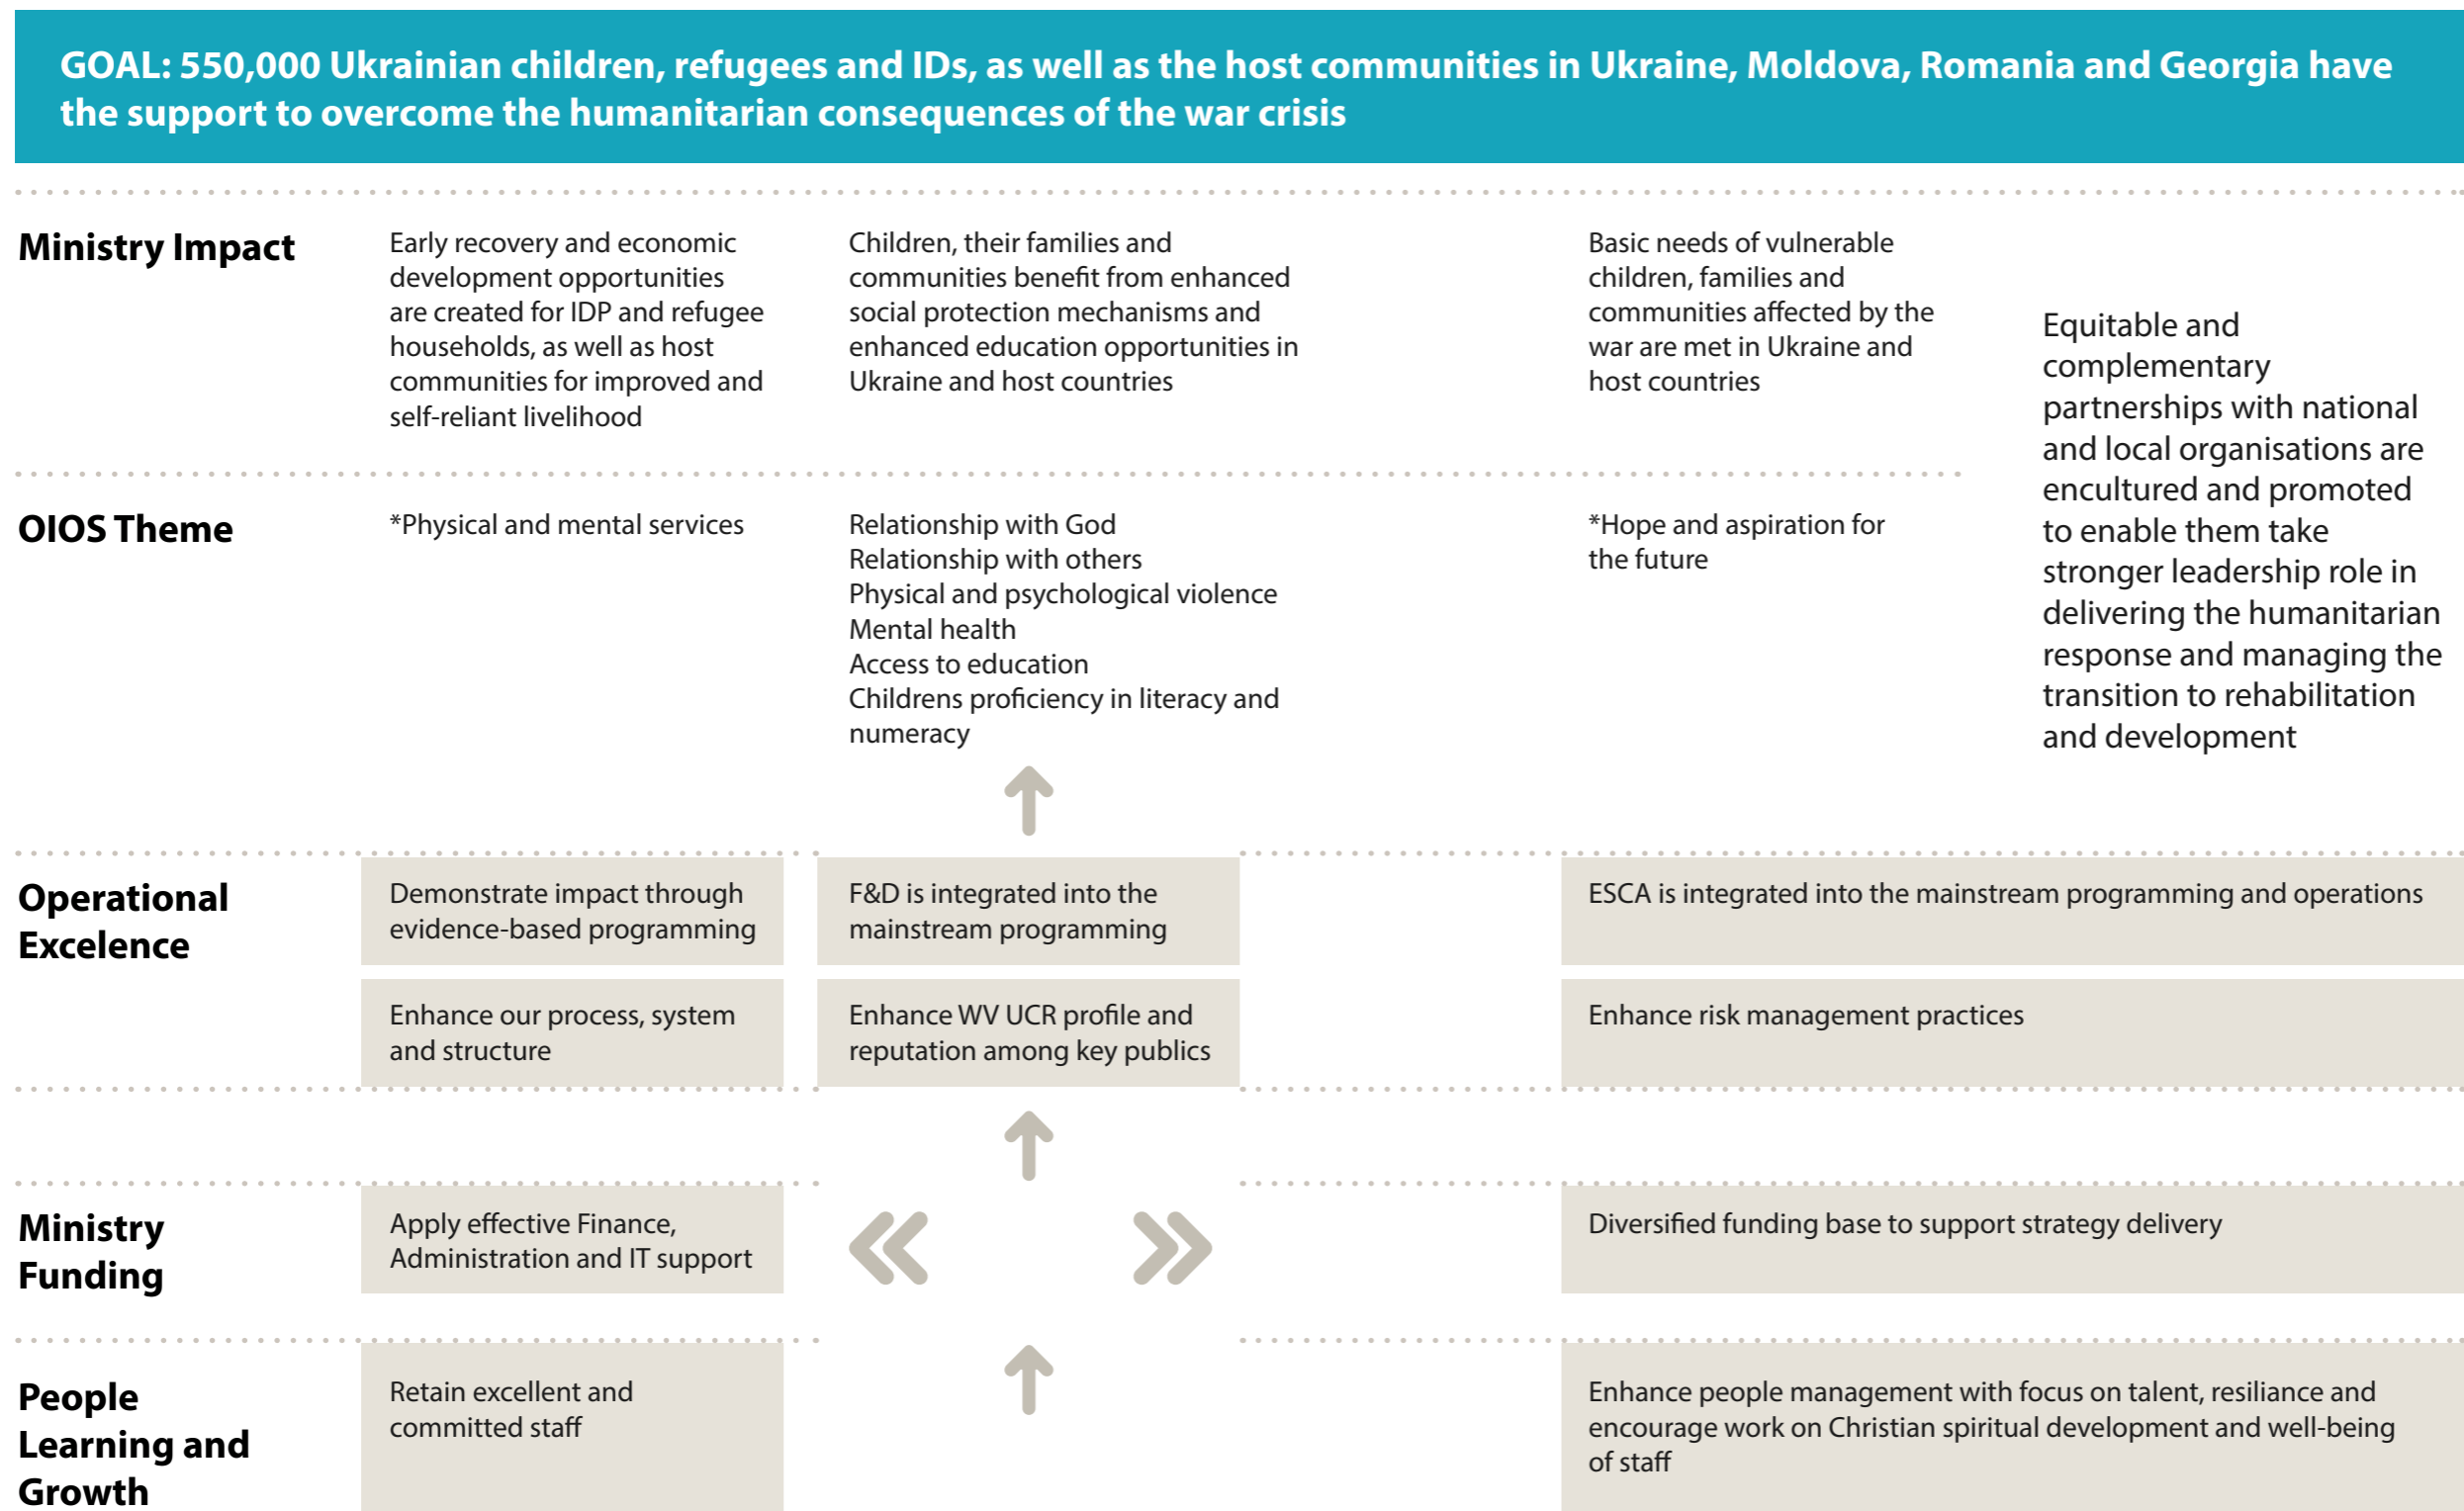 GOAL: 550,000 Ukrainian children, refugees and IDs, as well as the host communities in Ukraine, Moldova, Romania and Georgia have
the support to overcome the humanitarian consequences of the war crisis
Ministry Impact
Early recovery and economic
development opportunities
are created for IDP and refugee
households, as well as host
communities for improved and
self-reliant livelihood
Children, their families and
communities benefit from enhanced
social protection mechanisms and
enhanced education opportunities in
Ukraine and host countries
Basic needs of vulnerable
children, families and
communities affected by the
war are met in Ukraine and
host countries
Equitable and
complementary
partnerships with national
and local organisations are
encultured and promoted
to enable them take
stronger leadership role in
delivering the humanitarian
response and managing the
transition to rehabilitation
and development
OIOS Theme
*Physical and mental services
Relationship with God
Relationship with others
Physical and psychological violence
Mental health
Access to education
Childrens proficiency in literacy and
numeracy
*Hope and aspiration for
the future
Operational
Excelence
Demonstrate impact through
evidence-based programming
F&D is integrated into the
mainstream programming
ESCA is integrated into the mainstream programming and operations
Enhance our process, system
and structure
Enhance WV UCR profile and
reputation among key publics
Enhance risk management practices
Ministry
Funding
Apply effective Finance,
Administration and IT support
Diversified funding base to support strategy delivery
People
Learning and
Growth
Retain excellent and
committed staff
Enhance people management with focus on talent, resiliance and
encourage work on Christian spiritual development and well-being
of staff